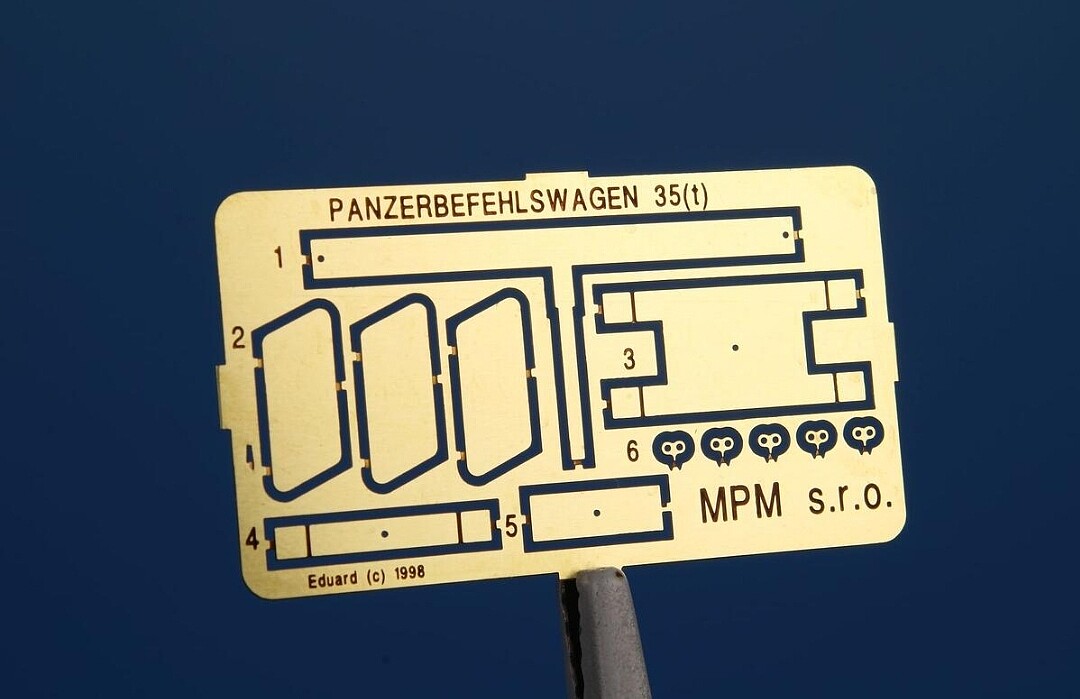 PANZERBEFEHLSWAGEN 35(t)
1
2
3
6
MPM s.r.o.
4
5
Eduard (c) 1998